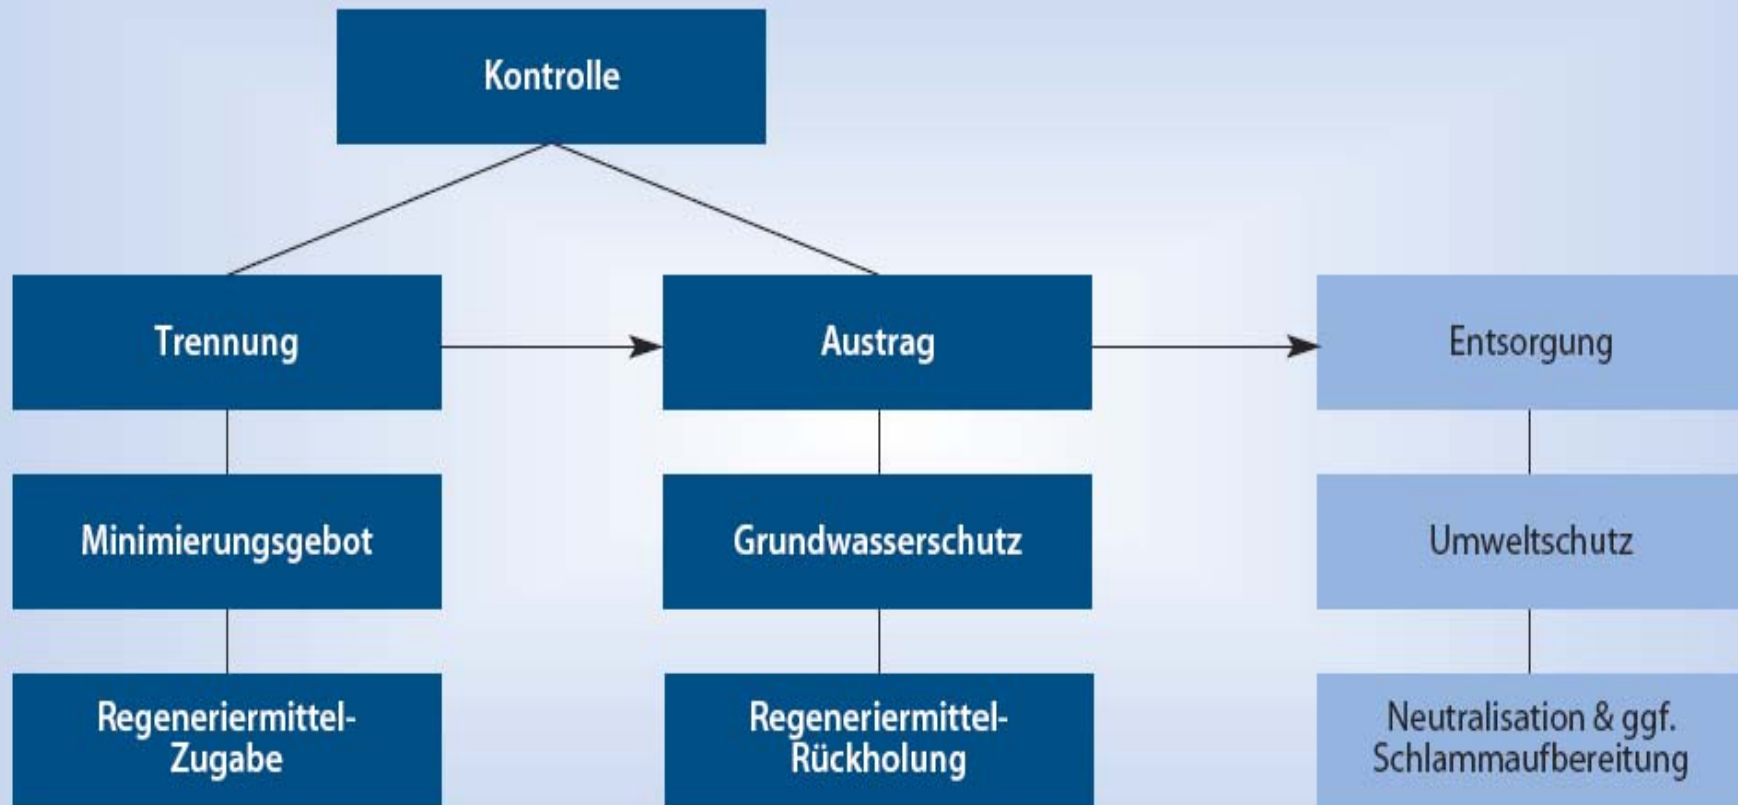 Kontrolle
Trennung
Austrag
Entsorgung
Minimierungsgebot
Grundwasserschutz
Umweltschutz
Regeneriermittel-
Zugabe
Regeneriermittel-
Rückholung
Neutralisation & ggf.
Schlammaufbereitung